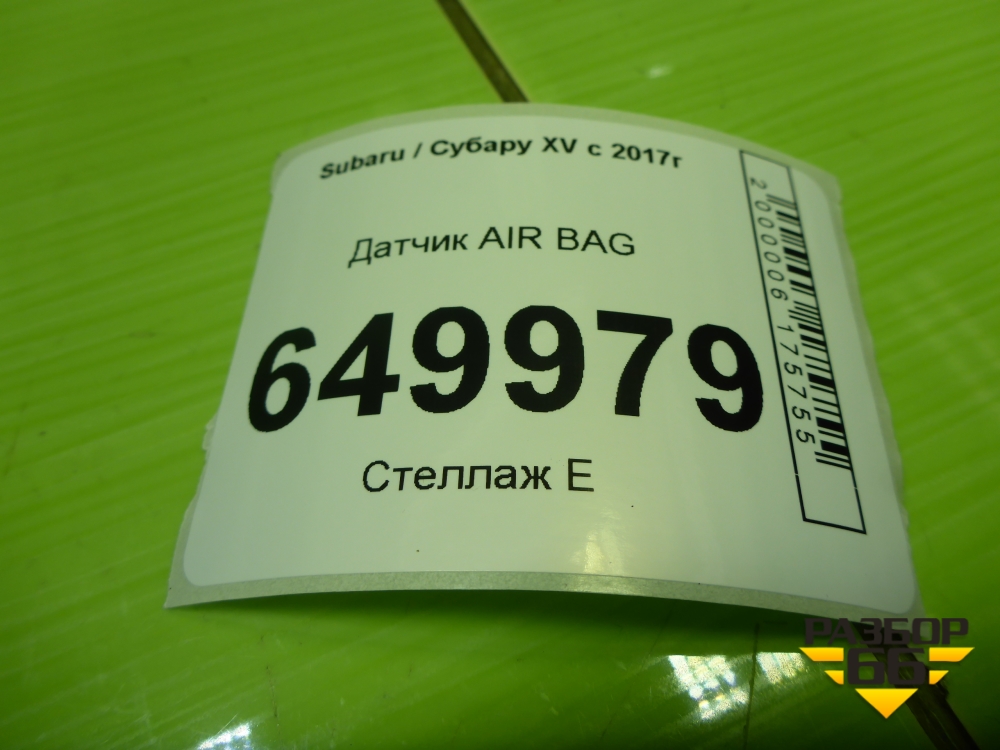 Subaru / Субару XV с 2017г
Датчик AIR BAG
649979
Стеллаж Е
2000006175755
РАЗБОР
66